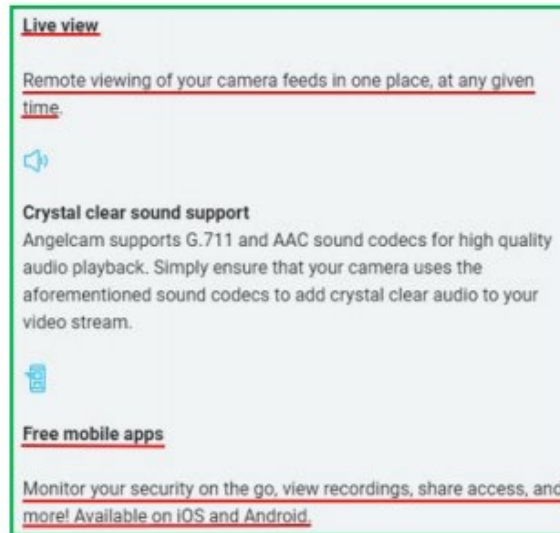 Live view
Remote viewing of your camera feeds in one place, at any given
time.
Crystal clear sound support
Angelcam supports G.711 and AAC sound codecs for high quality
audio playback. Simply ensure that your camera uses the
aforementioned sound codecs to add crystal clear audio to your
video stream.
Free mobile apps
Monitor your security on the go, view recordings, share access, and
more! Available on iOS and Android.